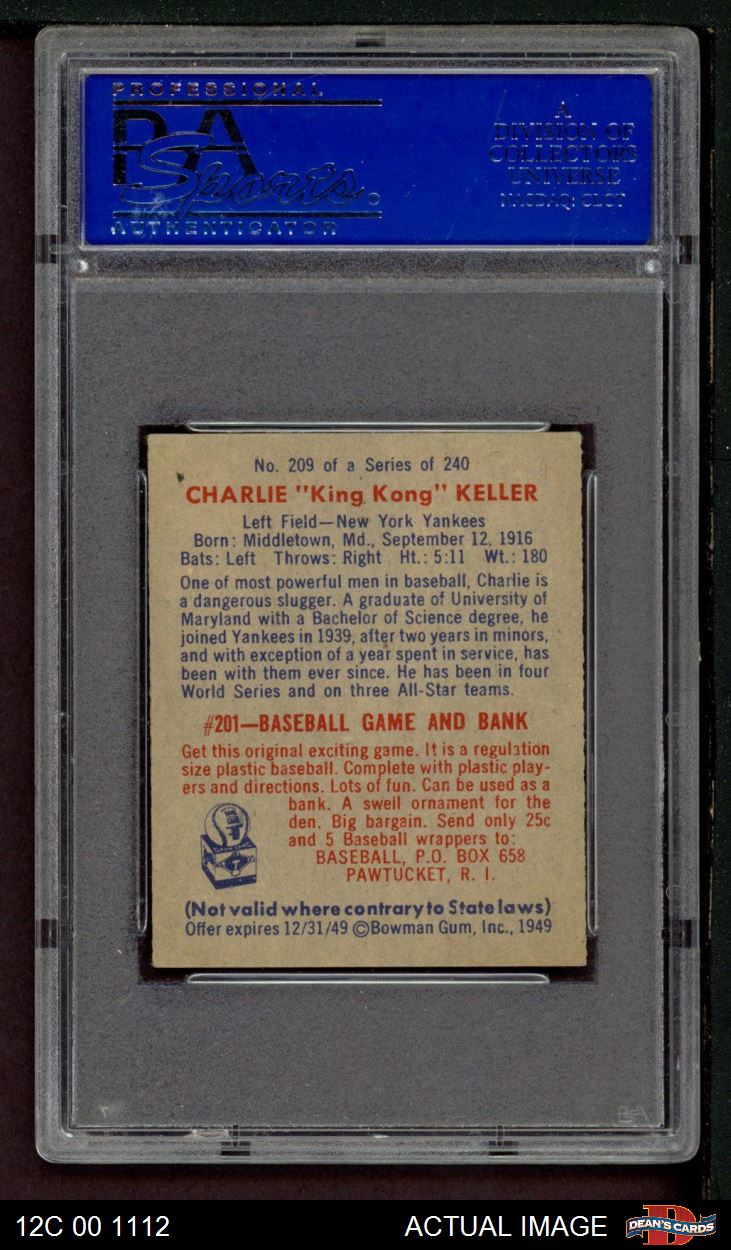 PROFESSIONAL
PSA
Sports
AUTHENTICATOR
A
DIVISION OF
COLLECTORS
UNIVERSE
NASDAQ: CLCT
No. 209 of a Series of 240
CHARLIE "King Kong" KELLER
Left Field—New York Yankees
Born: Middletown, Md., September 12, 1916
Bats: Left Throws: Right Ht.: 5:11 Wt.: 180
One of most powerful men in baseball, Charlie is
a dangerous slugger. A graduate of University of
Maryland with a Bachelor of Science degree, he
joined Yankees in 1939, after two years in minors,
and with exception of a year spent in service, has
been with them ever since. He has been in four
World Series and on three All-Star teams.
#201—BASEBALL GAME AND BANK
Get this original exciting game. It is a regulation
size plastic baseball. Complete with plastic play-
ers and directions. Lots of fun. Can be used as a
bank. A swell ornament for the
den. Big bargain. Send only 25c
and 5 Baseball wrappers to:
BASEBALL, P.O. BOX 658
PAWTUCKET, R. I.
(Not valid where contrary to State laws)
Offer expires 12/31/49 ©Bowman Gum, Inc., 1949
PSA
12C 00 1112
ACTUAL IMAGE
DEAN'S CARDS